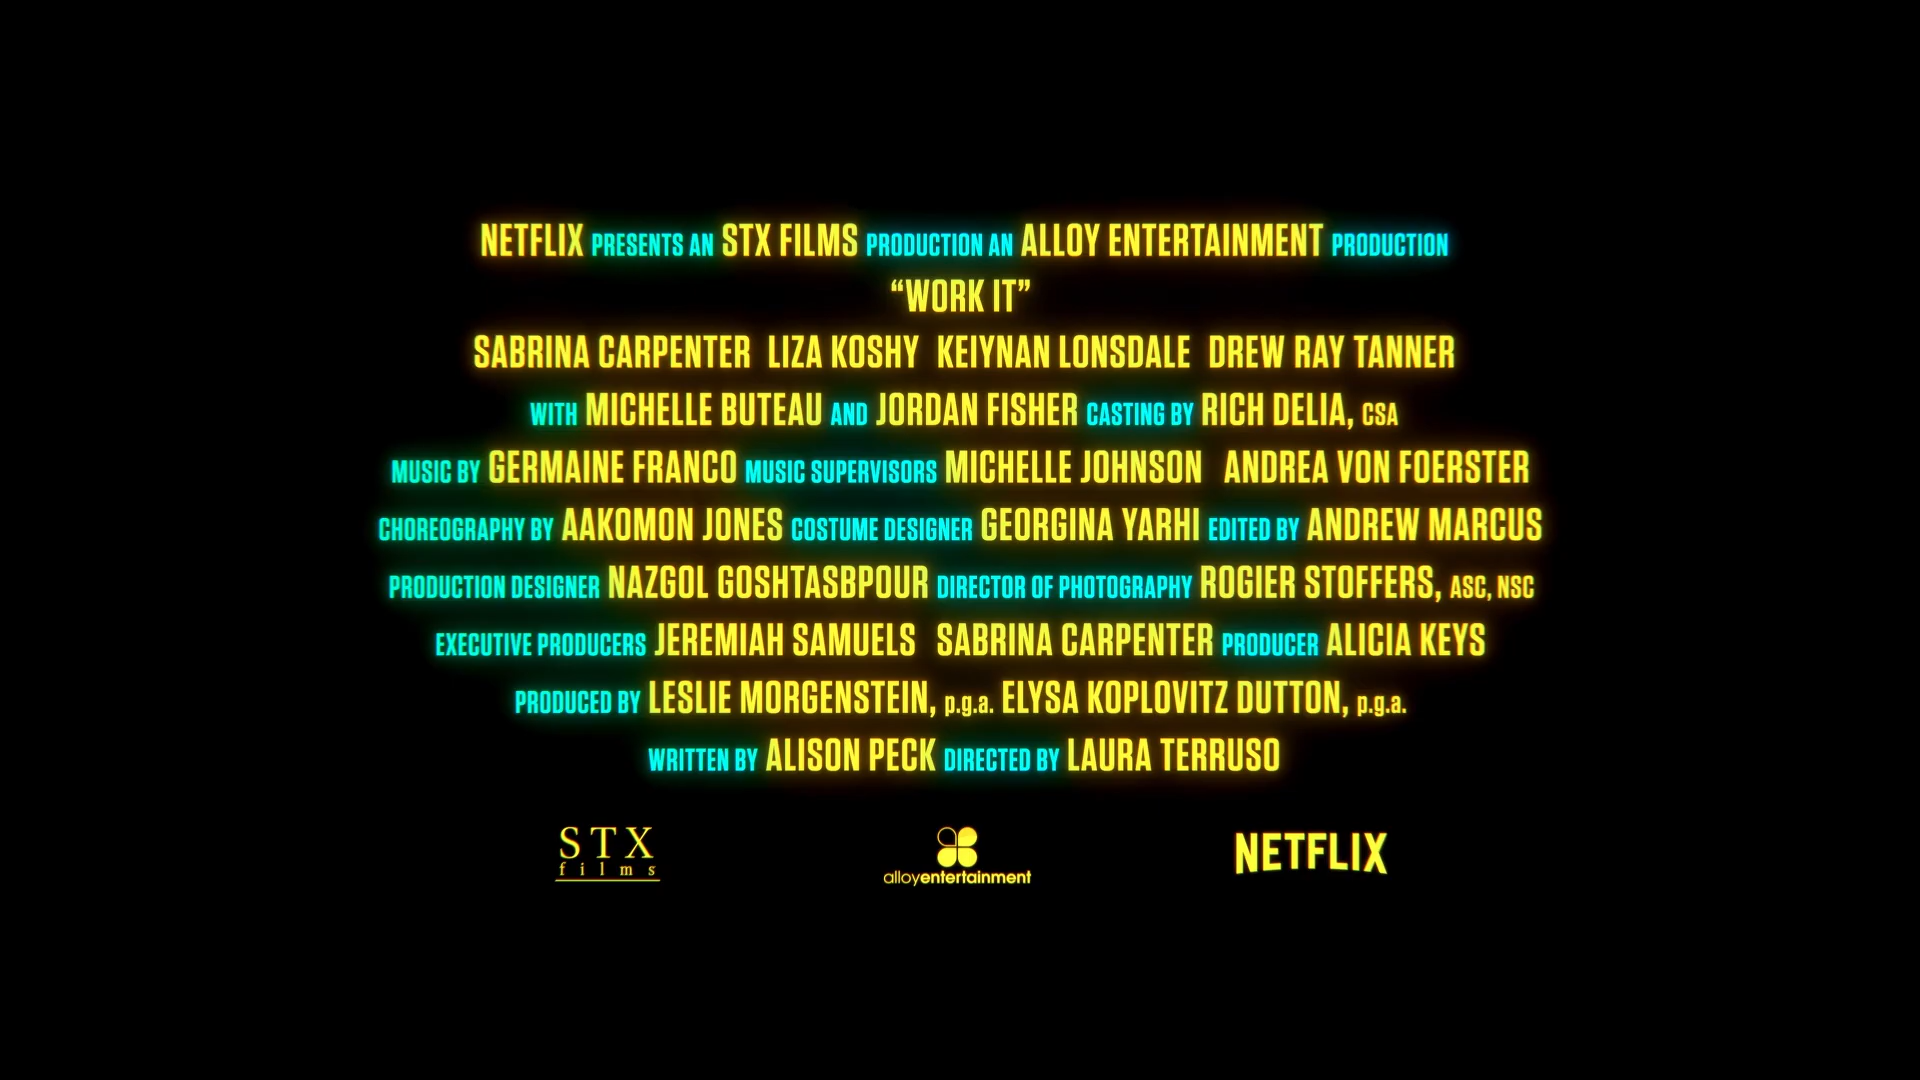 NETFLIX PRESENTS AN STX FILMS PRODUCTION AN ALLOY ENTERTAINMENT PRODUCTION
“WORK IT”
SABRINA CARPENTER LIZA KOSHY KEIYNAN LONSDALE DREW RAY TANNER
WITH MICHELLE BUTEAU AND JORDAN FISHER CASTING BY RICH DELIA, CSA
MUSIC BY GERMAINE FRANCO MUSIC SUPERVISORS MICHELLE JOHNSON ANDREA VON FOERSTER
CHOREOGRAPHY BY AAKOMON JONES COSTUME DESIGNER GEORGINA YARHI EDITED BY ANDREW MARCUS
PRODUCTION DESIGNER NAZGOL GOSHTASBPOUR DIRECTOR OF PHOTOGRAPHY ROGIER STOFFERS, ASC, NSC
EXECUTIVE PRODUCERS JEREMIAH SAMUELS SABRINA CARPENTER PRODUCER ALICIA KEYS
PRODUCED BY LESLIE MORGENSTEIN, p.g.a. ELYSA KOPLOVITZ DUTTON, p.g.a.
WRITTEN BY ALISON PECK DIRECTED BY LAURA TERRUSO
STX
films
alloyentertainment
NETFLIX